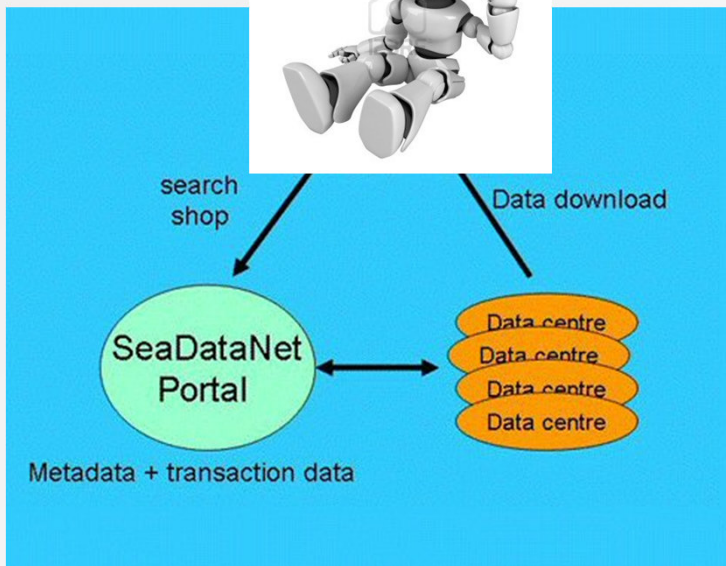 search
shop
Data download
SeaDataNet
Portal
Data centre
Data centre
Data centre
Data centre
Metadata + transaction data